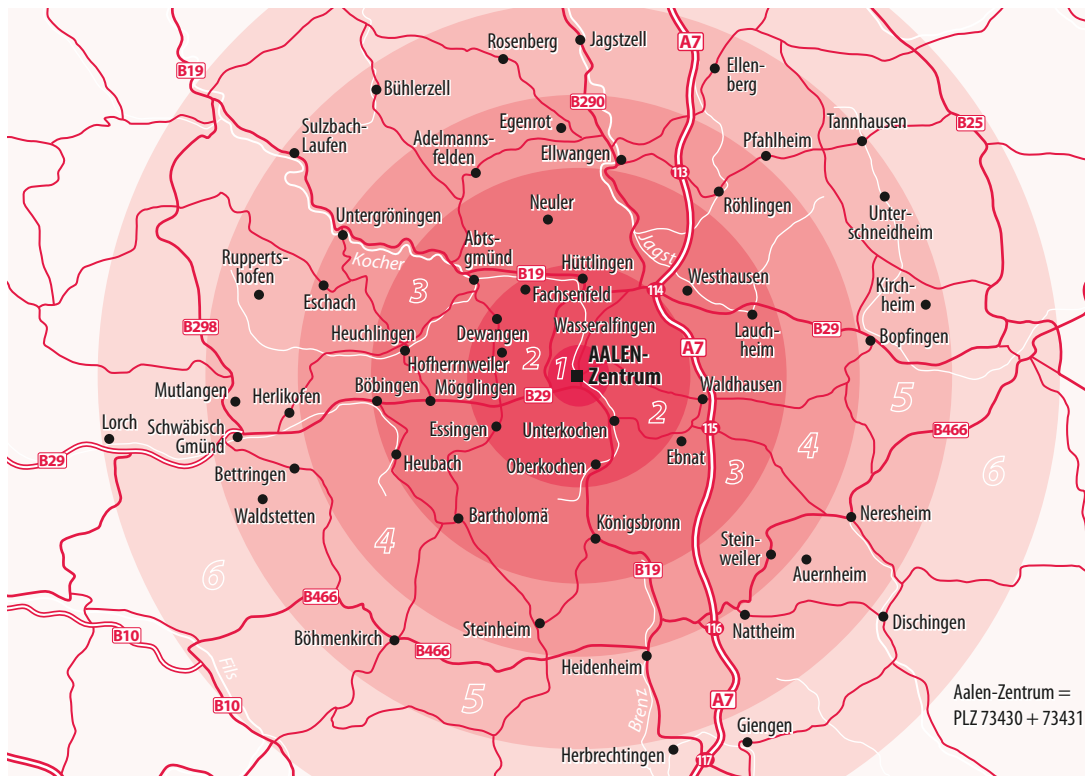 Rosenberg
Jagstzell
A7
B19
Ellen-
berg
Bühlerzell
B290
Egenrot
Tannhausen
B25
Sulzbach-
Laufen
Adelmanns-
felden
Ellwangen
Pfahlheim
113
Neuler
Röhlingen
Unter-
schneidheim
Untergröningen
Abts-
gmünd
Jagst
Kocher
Rupperts-
hofen
Eschach
3
B19
Hüttlingen
Fachsenfeld
114
Westhausen
Kirch-
heim
B298
Heuchlingen
Dewangen
Wasseralfingen
Lauch-
heim
B29
Bopfingen
Hofherrnweiler
2
1
AALEN-
Zentrum
A7
Mutlangen
Herlikofen
Böbingen
Mögglingen
B29
Waldhausen
5
Lorch
Schwäbisch
Gmünd
Essingen
Unterkochen
2
115
B466
B29
Bettringen
Heubach
Oberkochen
Ebnat
3
4
6
Waldstetten
Bartholomä
Königsbronn
Neresheim
4
Stein-
weiler
Auernheim
6
B466
B19
B10
Böhmenkirch
B466
Steinheim
116
Nattheim
Dischingen
Fils
Heidenheim
B10
5
Brenz
A7
Aalen-Zentrum =
PLZ 73430 + 73431
Herbrechtingen
117
Giengen